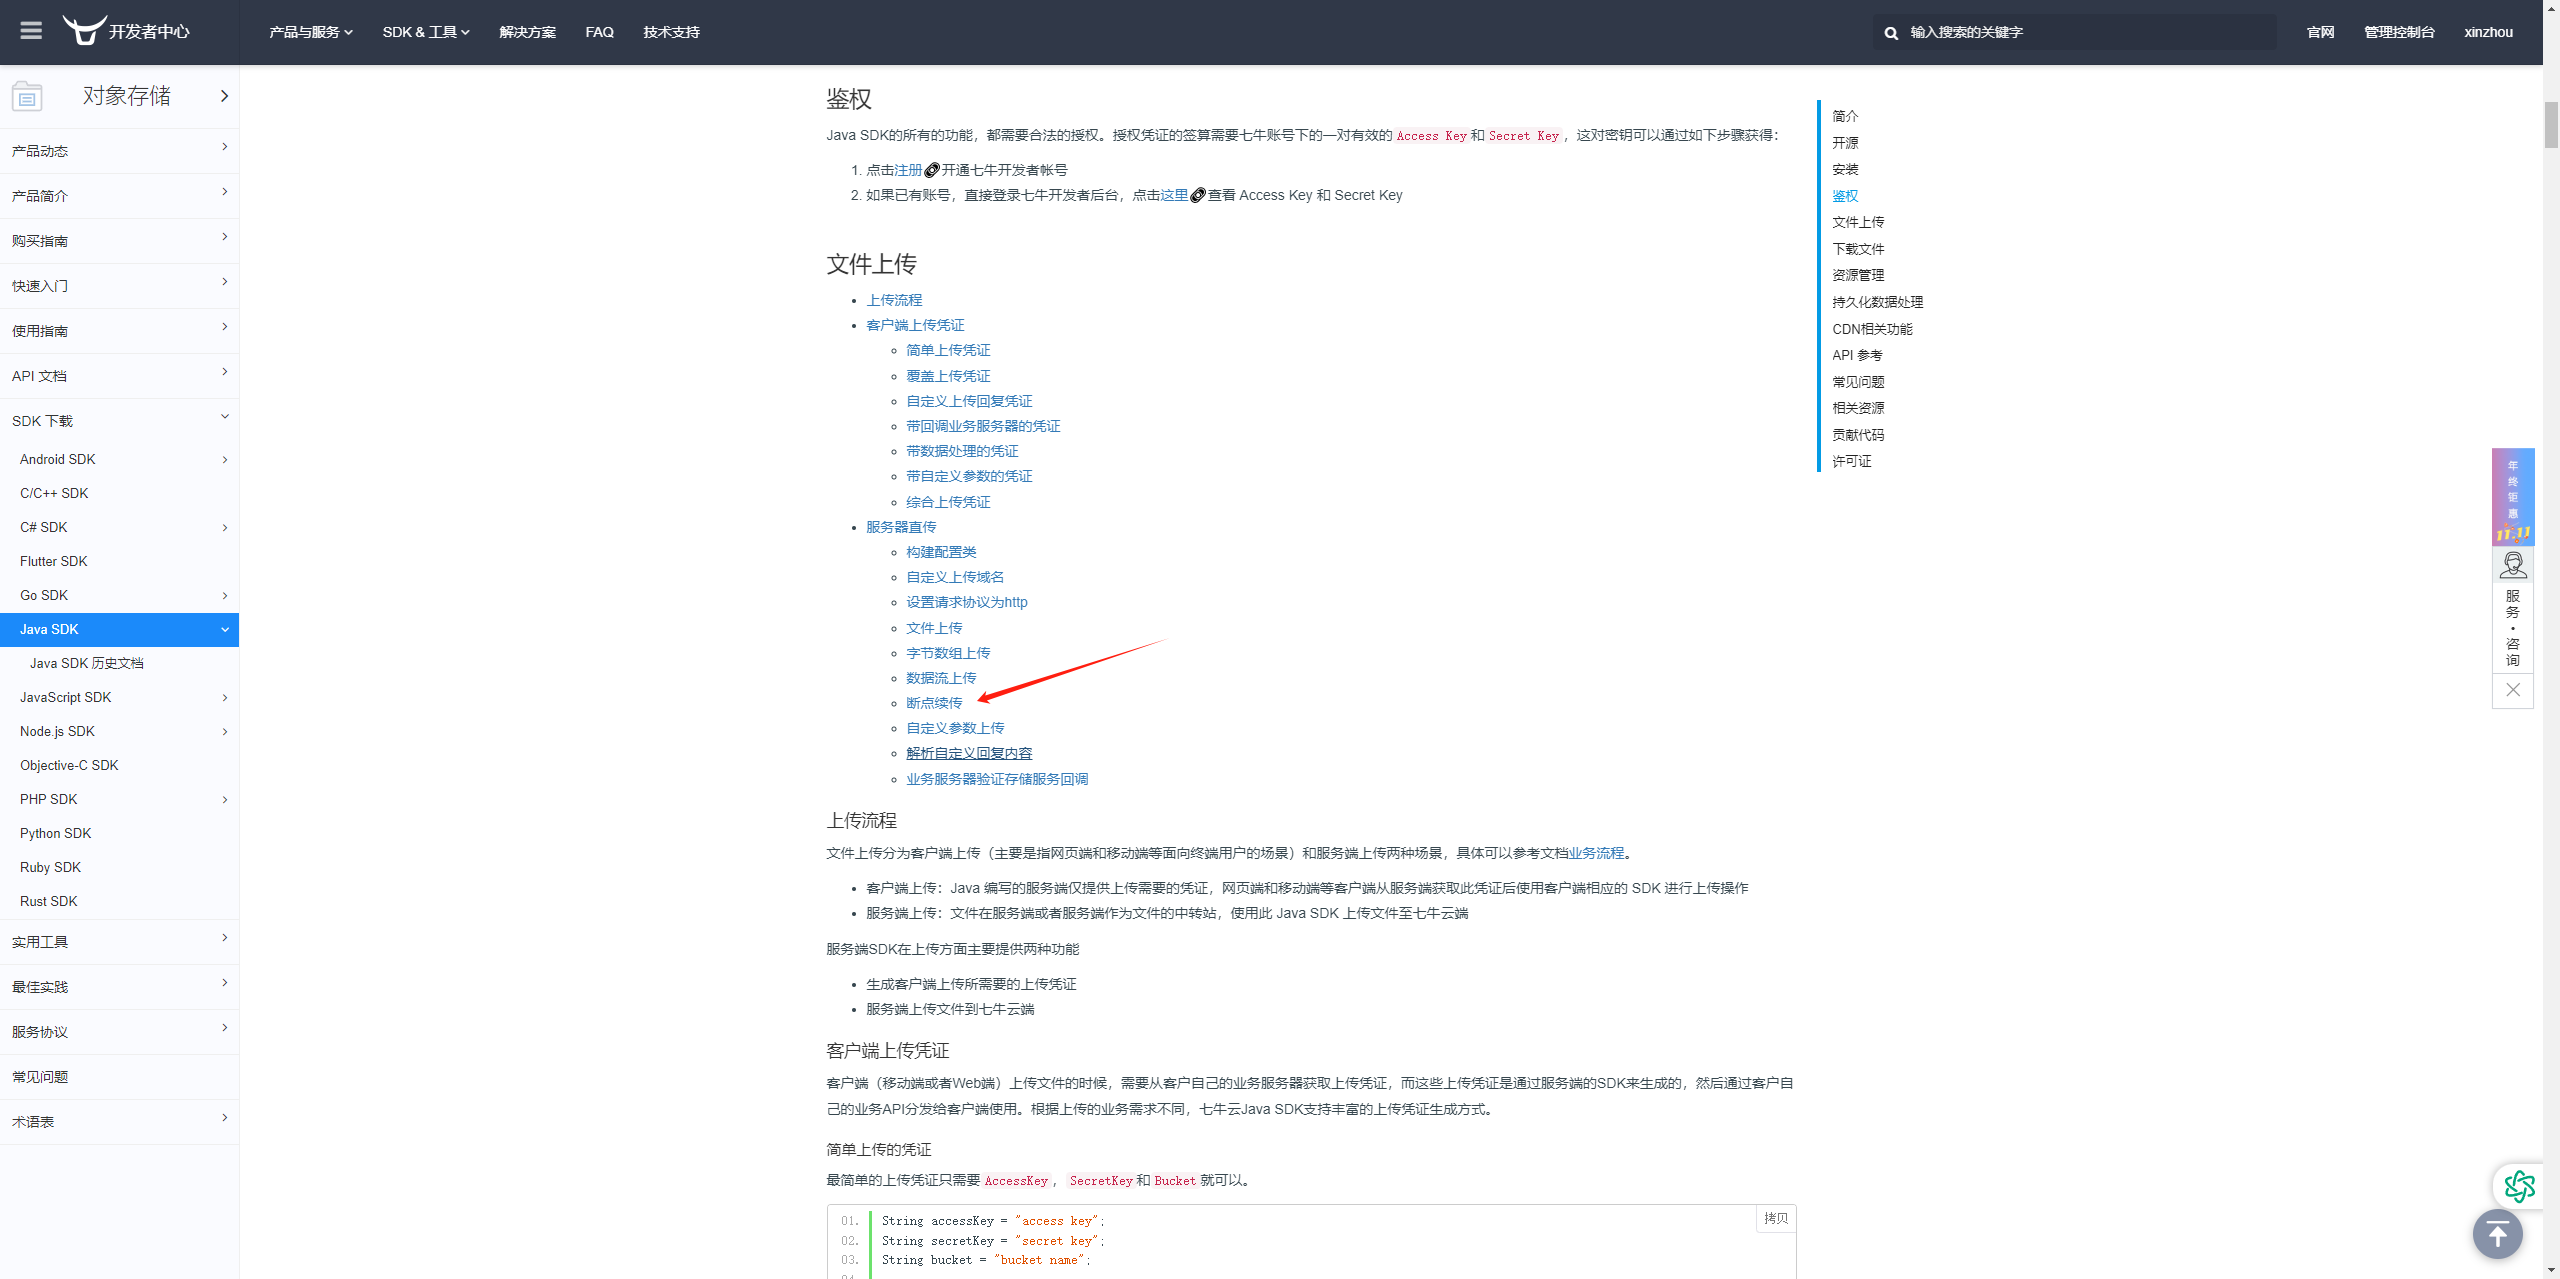 开发者中心
产品与服务
SDK & 工具
解决方案
FAQ
技术支持
输入搜索的关键字
官网
管理控制台
xinzhou
对象存储
产品动态
产品简介
购买指南
快速入门
使用指南
API 文档
SDK 下载
Android SDK
C/C++ SDK
C# SDK
Flutter SDK
Go SDK
Java SDK
Java SDK 历史文档
JavaScript SDK
Node.js SDK
Objective-C SDK
PHP SDK
Python SDK
Ruby SDK
Rust SDK
实用工具
最佳实践
服务协议
常见问题
术语表
鉴权
Java SDK的所有的功能，都需要合法的授权。授权凭证的签算需要七牛账号下的一对有效的Access Key和Secret Key，这对密钥可以通过如下步骤获得：
1. 点击注册开通七牛开发者帐号
2. 如果已有账号，直接登录七牛开发者后台，点击这里查看 Access Key 和 Secret Key
文件上传
上传流程
客户端上传凭证
简单上传凭证
覆盖上传凭证
自定义上传回复凭证
带回调业务服务器的凭证
带数据处理的凭证
带自定义参数的凭证
综合上传凭证
服务器直传
构建配置类
自定义上传域名
设置请求协议为http
文件上传
字节数组上传
数据流上传
断点续传
自定义参数上传
解析自定义回复内容
业务服务器验证存储服务回调
上传流程
文件上传分为客户端上传（主要是指网页端和移动端等面向终端用户的场景）和服务端上传两种场景，具体可以参考文档业务流程。
客户端上传：Java 编写的服务端仅提供上传需要的凭证，网页端和移动端等客户端从服务端获取此凭证后使用客户端相应的 SDK 进行上传操作
服务端上传：文件在服务端或者服务端作为文件的中转站，使用此 Java SDK 上传文件至七牛云端
服务端SDK在上传方面主要提供两种功能
生成客户端上传所需要的上传凭证
服务端上传文件到七牛云端
客户端上传凭证
客户端（移动端或者Web端）上传文件的时候，需要从客户自己的业务服务器获取上传凭证，而这些上传凭证是通过服务端的SDK来生成的，然后通过客户自
己的业务API分发给客户端使用。根据上传的业务需求不同，七牛云Java SDK支持丰富的上传凭证生成方式。
简单上传的凭证
最简单的上传凭证只需要AccessKey，SecretKey和Bucket就可以。
拷贝
01. String accessKey = "access key";
02. String secretKey = "secret key";
03. String bucket = "bucket name";
04.
简介
开源
安装
鉴权
文件上传
下载文件
资源管理
持久化数据处理
CDN相关功能
API 参考
常见问题
相关资源
贡献代码
许可证
年终钜惠
11.11
服务·咨询